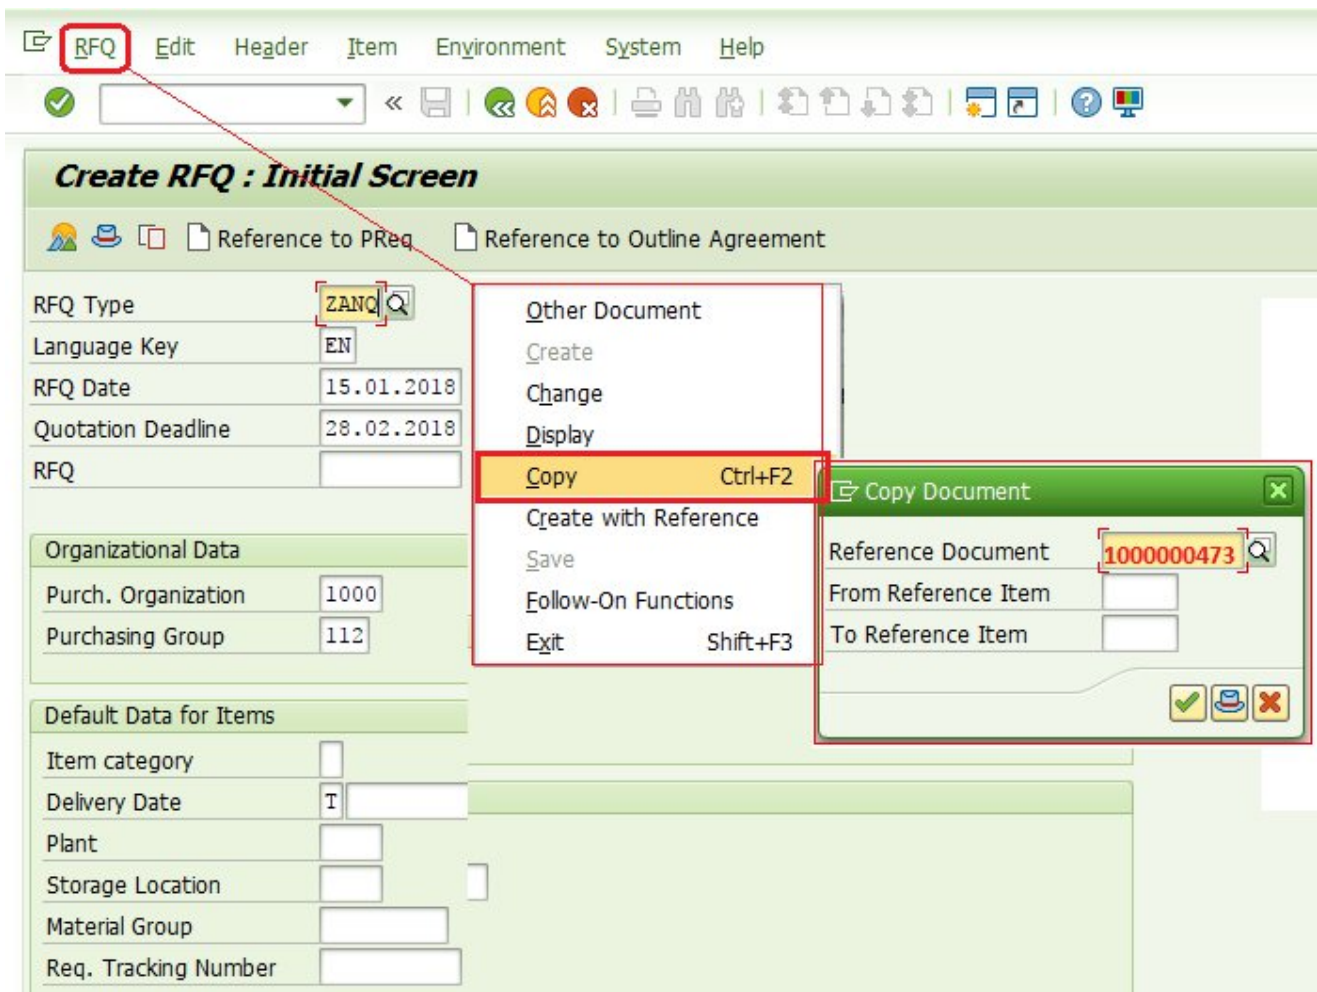 RFQ Edit Header Item Environment System Help
Create RFQ : Initial Screen
Reference to PReq Reference to Outline Agreement
RFQ Type ZANQ
Language Key EN
RFQ Date 15.01.2018
Quotation Deadline 28.02.2018
RFQ
Organizational Data
Purch. Organization 1000
Purchasing Group 112
Default Data for Items
Item category
Delivery Date T
Plant
Storage Location
Material Group
Req. Tracking Number
Other Document
Create
Change
Display
Copy Ctrl+F2
Create with Reference
Save
Follow-On Functions
Exit Shift+F3
Copy Document
Reference Document 1000000473
From Reference Item
To Reference Item